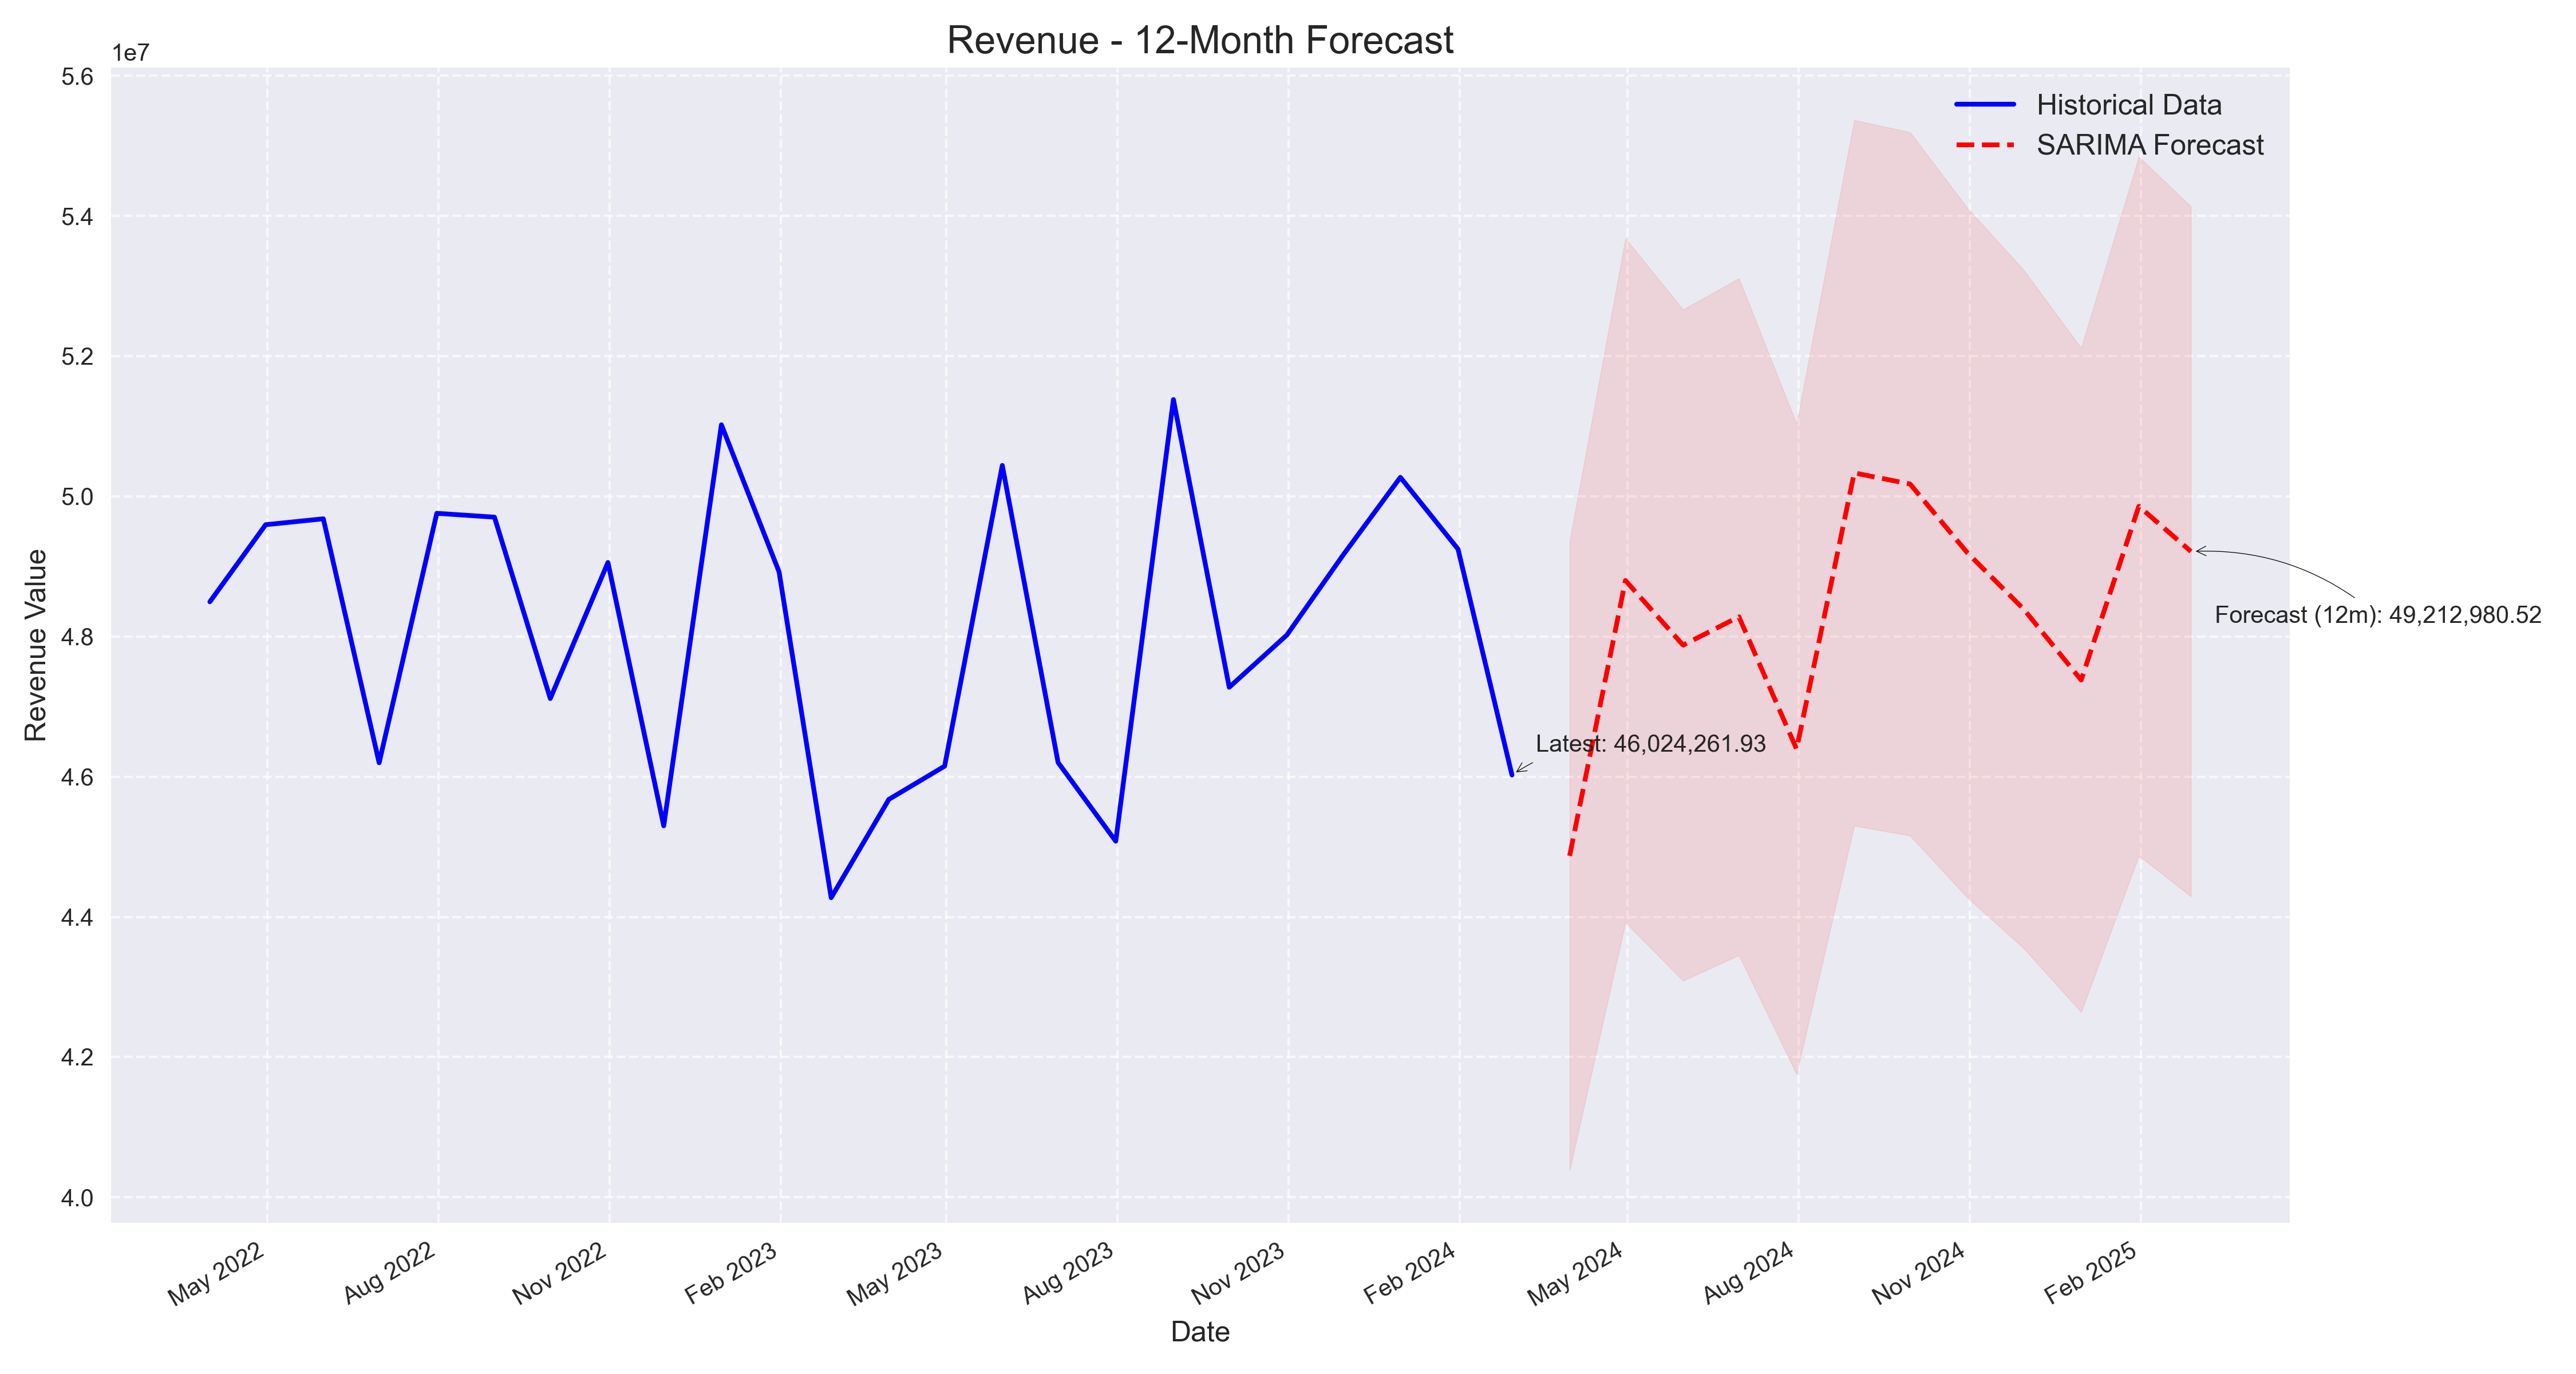 Revenue - 12-Month Forecast
1e7
5.6
5.4
5.2
5.0
4.8
4.6
4.4
4.2
4.0
Revenue Value
Historical Data
SARIMA Forecast
Forecast (12m): 49,212,980.52
Latest: 46,024,261.93
May 2022
Aug 2022
Nov 2022
Feb 2023
May 2023
Aug 2023
Nov 2023
Feb 2024
May 2024
Aug 2024
Nov 2024
Feb 2025
Date